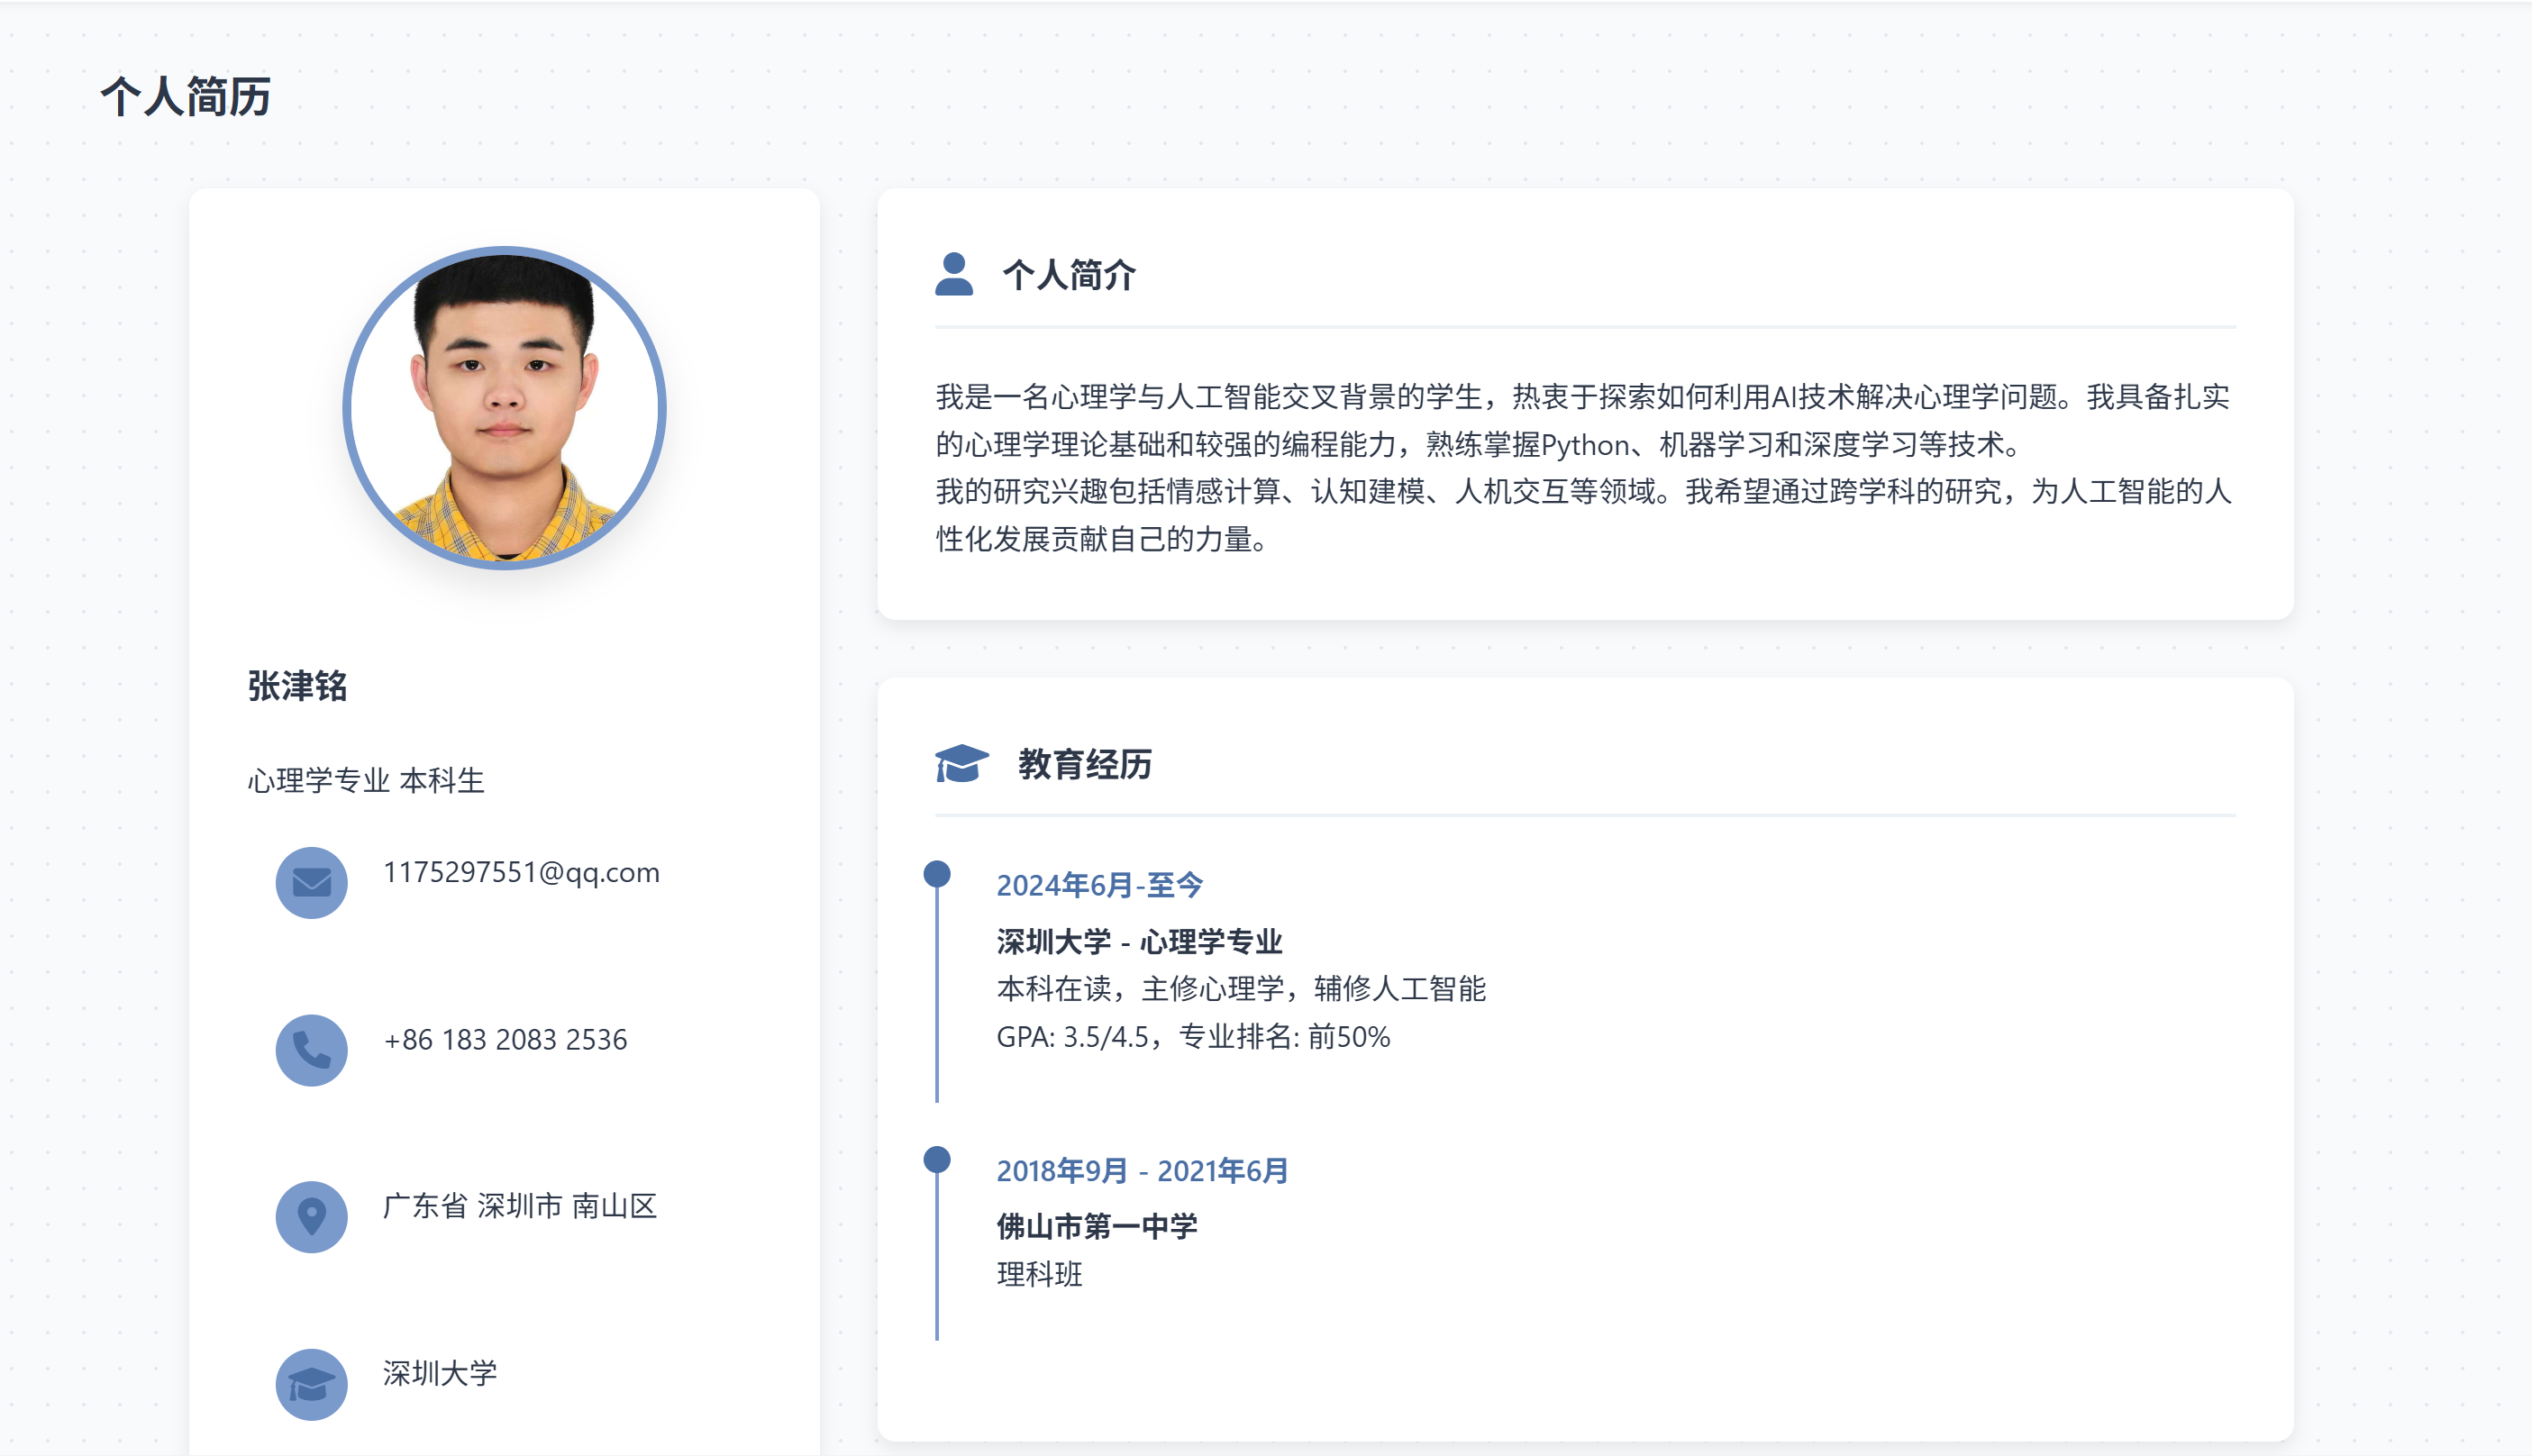 个人简历
张津铭
心理学专业 本科生
1175297551@qq.com
+86 183 2083 2536
广东省 深圳市 南山区
深圳大学
个人简介
我是一名心理学与人工智能交叉背景的学生，热衷于探索如何利用AI技术解决心理学问题。我具备扎实
的心理学理论基础和较强的编程能力，熟练掌握Python、机器学习和深度学习等技术。
我的研究兴趣包括情感计算、认知建模、人机交互等领域。我希望通过跨学科的研究，为人工智能的人
性化发展贡献自己的力量。
教育经历
2024年6月-至今
深圳大学 - 心理学专业
本科在读，主修心理学，辅修人工智能
GPA: 3.5/4.5，专业排名: 前50%
2018年9月 - 2021年6月
佛山市第一中学
理科班